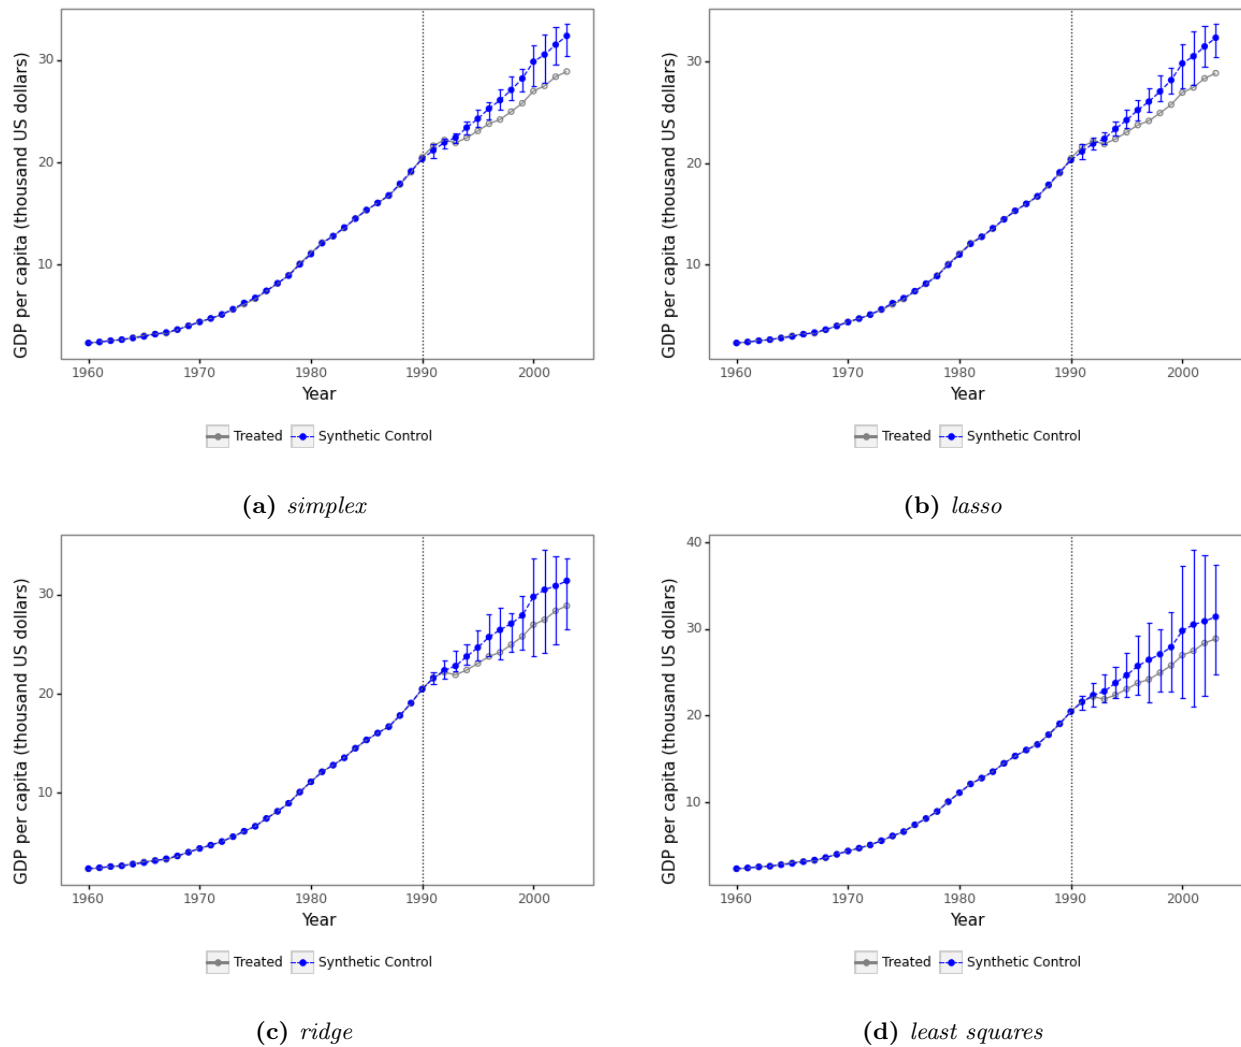 GDP per capita (thousand US dollars)
30
20
10
1960 1970 1980 1990 2000
Year
Treated Synthetic Control
(a) simplex
GDP per capita (thousand US dollars)
30
20
10
1960 1970 1980 1990 2000
Year
Treated Synthetic Control
(b) lasso
GDP per capita (thousand US dollars)
30
20
10
1960 1970 1980 1990 2000
Year
Treated Synthetic Control
(c) ridge
GDP per capita (thousand US dollars)
40
30
20
10
1960 1970 1980 1990 2000
Year
Treated Synthetic Control
(d) least squares